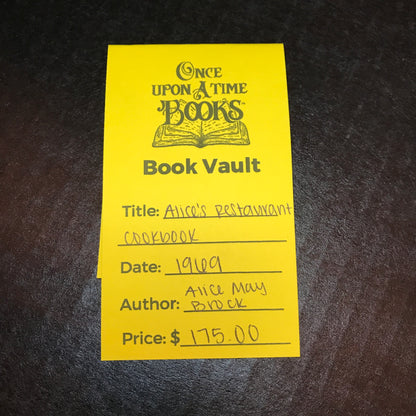 ONCE
UPON A TIME
BOOKS
Book Vault
Title: Alice's Restaurant
cookbook
Date: 1969
Author: Alice May
Brock
Price: $ 175.00